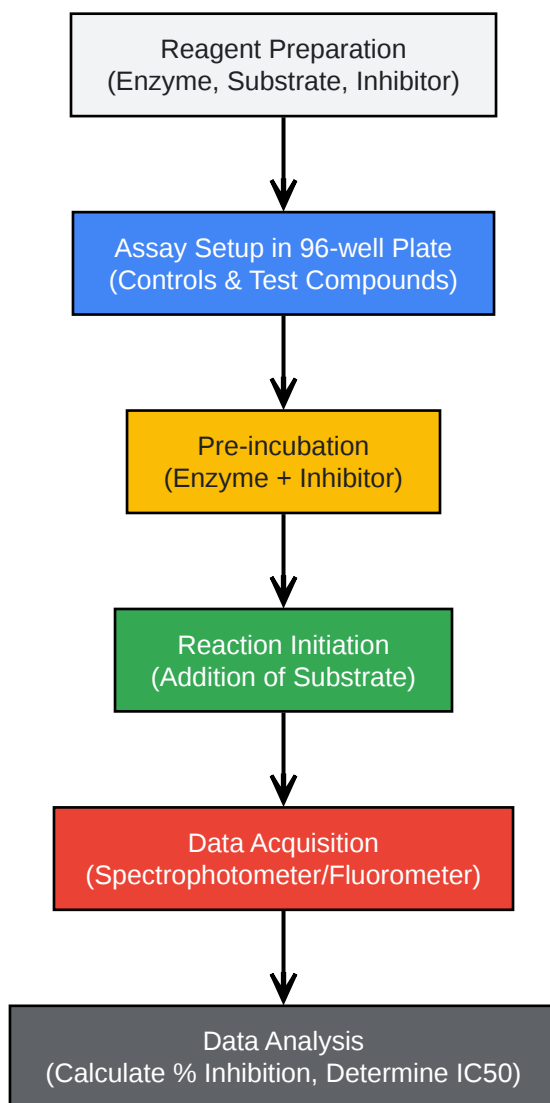 Reagent Preparation
(Enzyme, Substrate, Inhibitor)
Assay Setup in 96-well Plate
(Controls & Test Compounds)
Pre-incubation
(Enzyme + Inhibitor)
Reaction Initiation
(Addition of Substrate)
Data Acquisition
(Spectrophotometer/Fluorometer)
Data Analysis
(Calculate % Inhibition, Determine IC50)